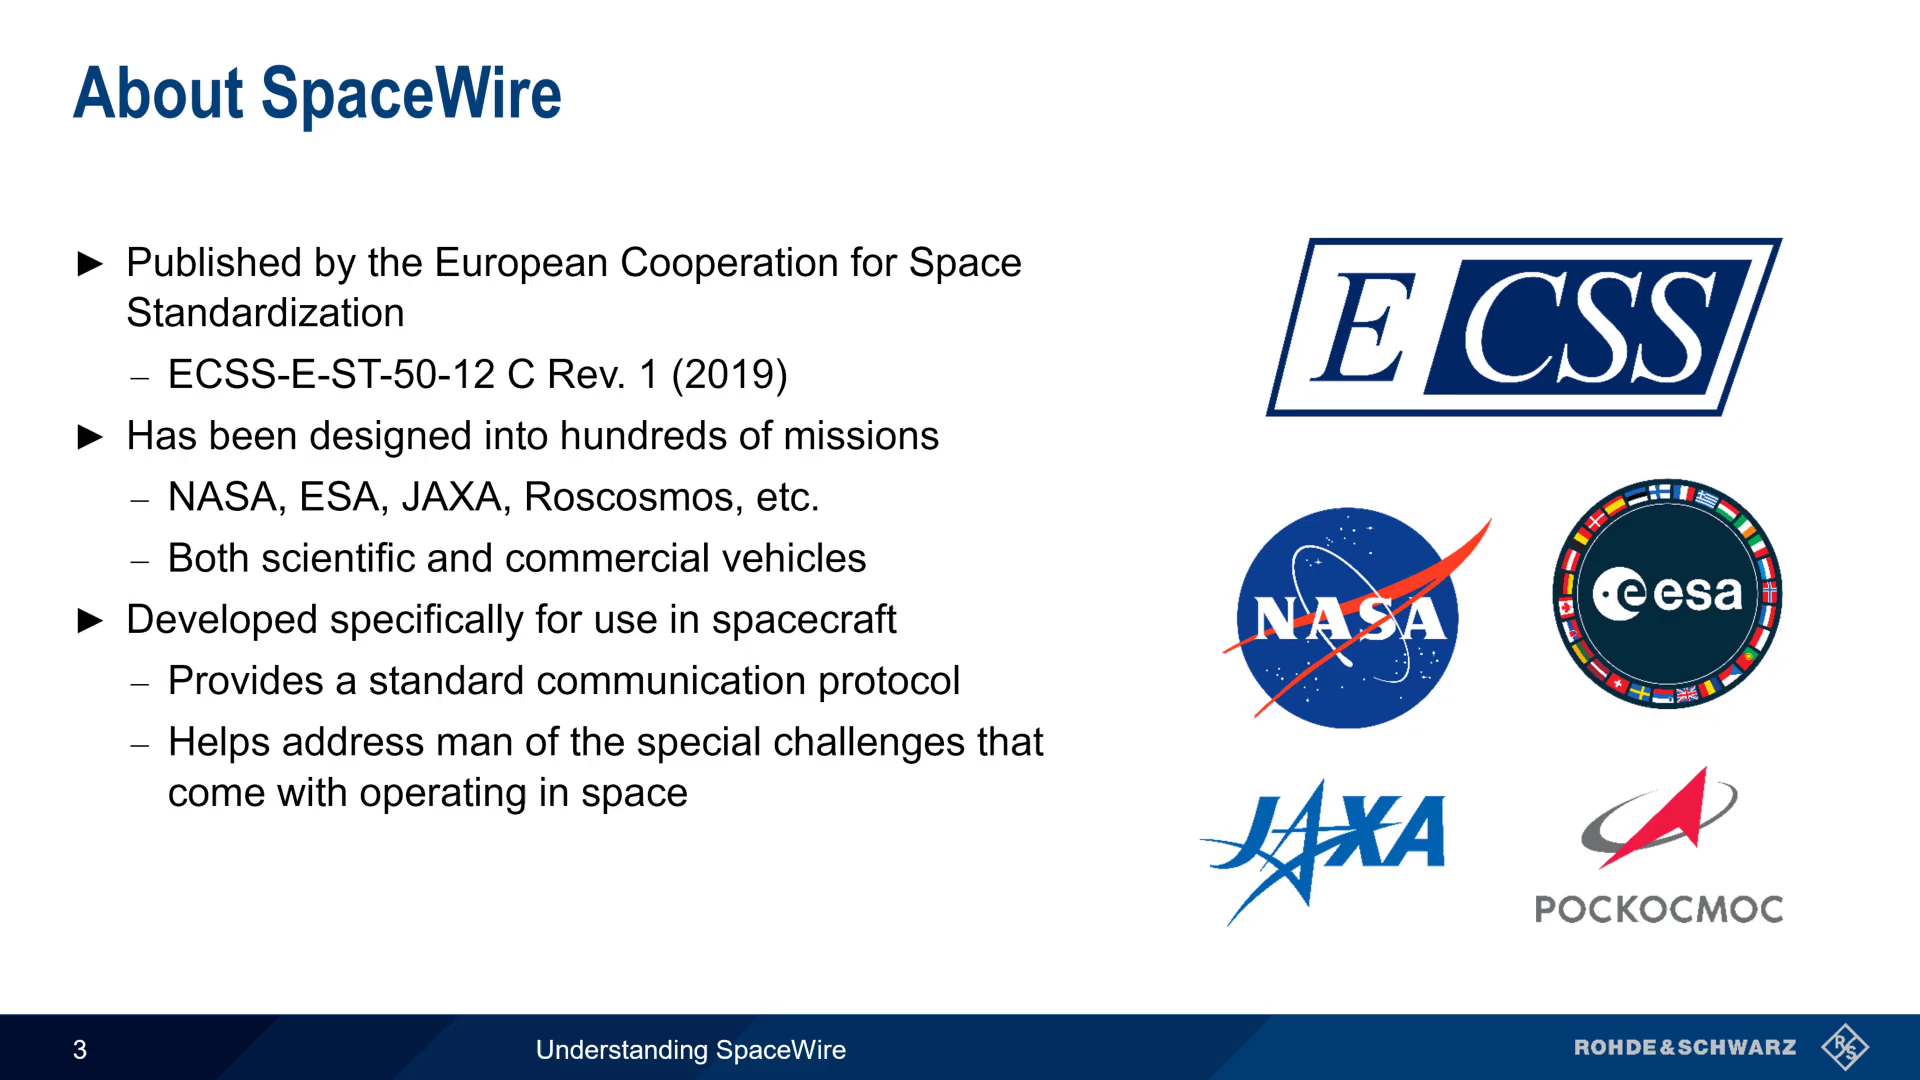 About SpaceWire
► Published by the European Cooperation for Space
Standardization
– ECSS-E-ST-50-12 C Rev. 1 (2019)
► Has been designed into hundreds of missions
– NASA, ESA, JAXA, Roscosmos, etc.
– Both scientific and commercial vehicles
► Developed specifically for use in spacecraft
– Provides a standard communication protocol
– Helps address man of the special challenges that
come with operating in space
ECSS
NASA
esa
JAXA
РОСКОСМОС
3
Understanding SpaceWire
ROHDE & SCHWARZ
R S